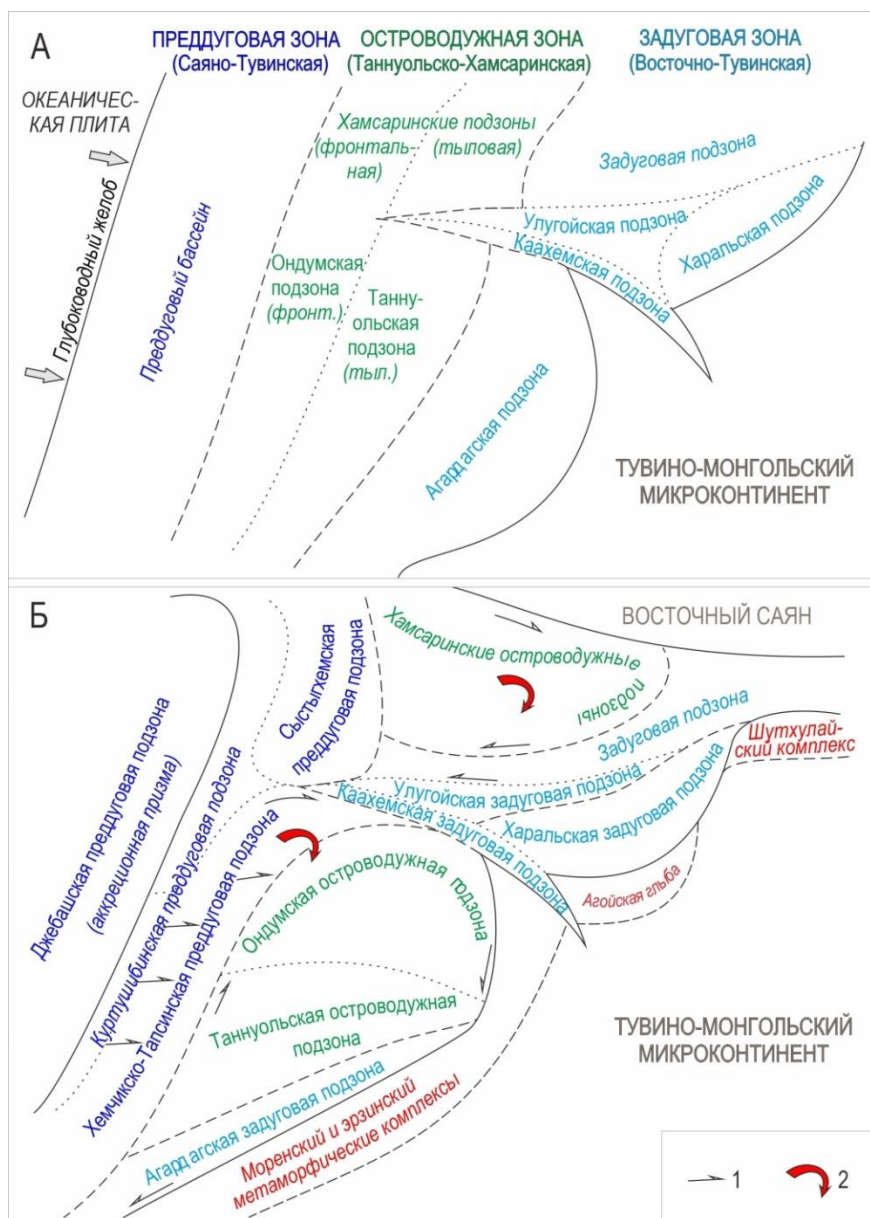 А
ПРЕДДУГОВАЯ ЗОНА
(Саяно-Тувинская)
ОСТРОВОДУЖНАЯ ЗОНА
(Таннуольско-Хамсаринская)
ЗАДУГОВАЯ ЗОНА
(Восточно-Тувинская)
ОКЕАНИЧЕС-
КАЯ ПЛИТА
Глубоководный желоб
Преддуговый бассейн
Хамсаринские подзоны
(фронталь-
ная)
(тыловая)
Ондумская
подзона
(фронт.)
Танну-
ольская
подзона
(тыл.)
Задуговая подзона
Улугойская подзона
Каахемская подзона
Харальская подзона
Агардагская подзона
ТУВИНО-МОНГОЛЬСКИЙ
МИКРОКОНТИНЕНТ
Б
ВОСТОЧНЫЙ САЯН
Джебашская преддуговая подзона
(аккреционная призма)
Куртушибинская преддуговая подзона
Хемчикско-Тапсинская преддуговая подзона
Сыстыгхемская
преддуговая подзона
Хамсаринские островодужные
подзоны
Задуговая подзона
Шутхулай-
ский комплекс
Улугойская задуговая подзона
Каахемская задуговая подзона
Харальская задуговая подзона
Агойская глыба
Ондумская островодужная подзона
Таннуольская островодужная
подзона
Агардагская задуговая подзона
Моренский и эрзинский
метаморфические комплексы
ТУВИНО-МОНГОЛЬСКИЙ
МИКРОКОНТИНЕНТ
1
2